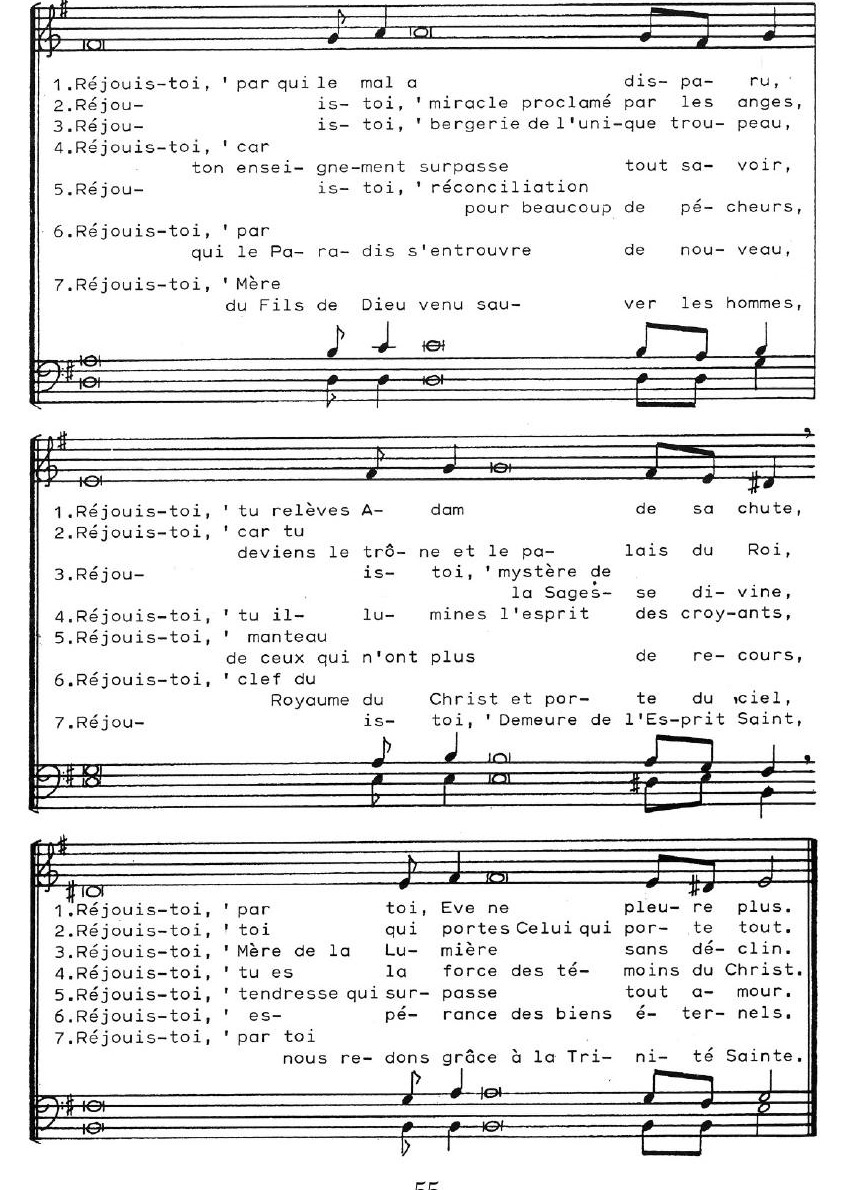 1.Réjouis-toi, ' par qui le mal a dis- pa- ru,
2.Réjou- is- toi, ' miracle proclamé par les anges,
3.Réjou- is- toi, ' bergerie de l'uni-que trou- peau,
4.Réjouis-toi, ' car
ton ensei- gne-ment surpasse tout sa- voir,
5.Réjou- is- toi, ' réconciliation
pour beaucoup de pé- cheurs,
6.Réjouis-toi, ' par
qui le Pa- ra- dis s'entrouvre de nou- veau,
7.Réjouis-toi, ' Mère
du Fils de Dieu venu sau- ver les hommes,
1.Réjouis-toi, ' tu relèves A- dam de sa chute,
2.Réjouis-toi, ' car tu
deviens le trô- ne et le pa- lais du Roi,
3.Réjou- is- toi, ' mystère de
la Sages- se di- vine,
4.Réjouis-toi, ' tu il- lu- mines l'esprit des croy-ants,
5.Réjouis-toi, ' manteau
de ceux qui n'ont plus de re- cours,
6.Réjouis-toi, ' clef du
Royaume du Christ et por- te du ciel,
7.Réjou- is- toi, ' Demeure de l'Es-prit Saint,
1.Réjouis-toi, ' par toi, Eve ne pleu- re plus.
2.Réjouis-toi, ' toi qui portes Celui qui por- te tout.
3.Réjouis-toi, ' Mère de la Lu- mière sans dé- clin.
4.Réjouis-toi, ' tu es la force des té- moins du Christ.
5.Réjouis-toi, ' tendresse qui sur- passe tout a- mour.
6.Réjouis-toi, ' es- pé- rance des biens é- ter- nels.
7.Réjouis-toi, ' par toi
nous re- dons grâce à la Tri- ni- té Sainte.
55